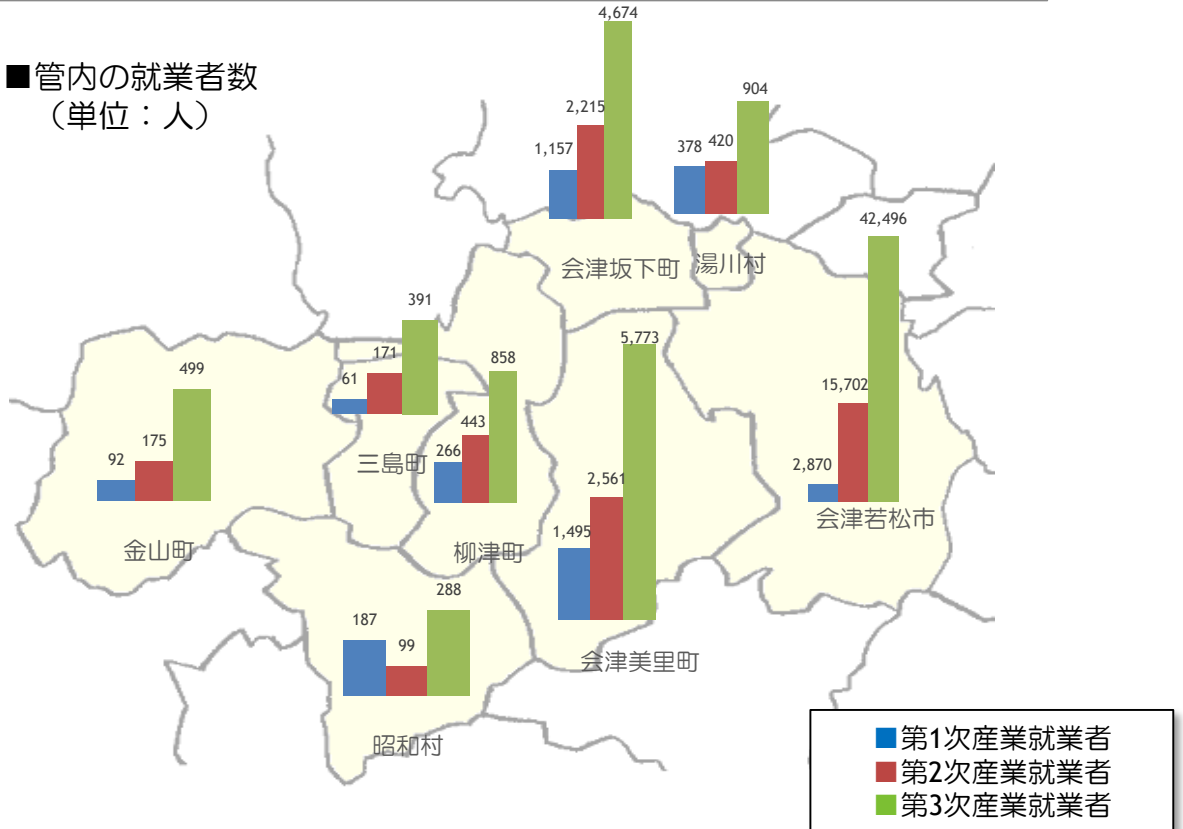 ■管内の就業者数
（単位：人）
4,674
2,215
1,157
会津坂下町
904
420
378
湯川村
42,496
15,702
2,870
会津若松市
391
171
61
三島町
499
175
92
金山町
858
443
266
柳津町
5,773
2,561
1,495
会津美里町
288
187
99
昭和村
■第1次産業就業者
■第2次産業就業者
■第3次産業就業者